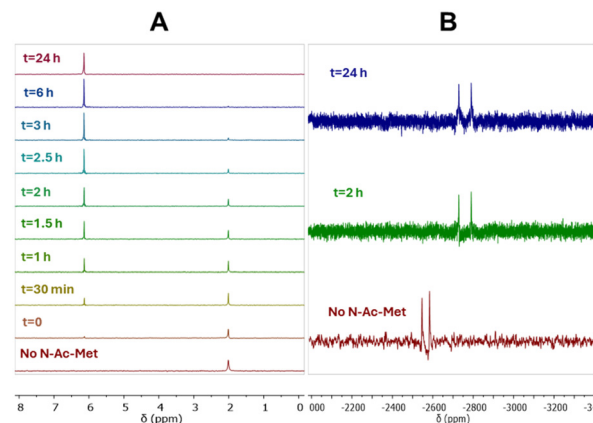 A
B
t=24 h
t=6 h
t=3 h
t=2.5 h
t=2 h
t=1.5 h
t=1 h
t=30 min
t=0
No N-Ac-Met
8 7 6 5 4 3 2 1 0
δ (ppm)
t=24 h
t=2 h
No N-Ac-Met
000 -2200 -2400 -2600 -2800 -3000 -3200 -34
δ (ppm)